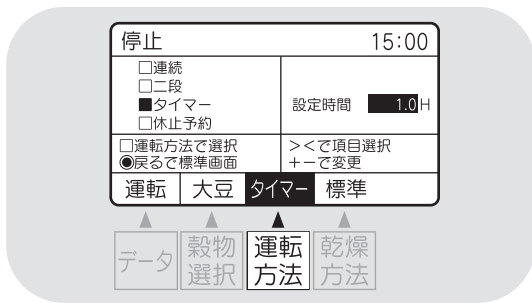 停止 15:00
□連続
□二段
■タイマー
□休止予約
設定時間 1.0H
□運転方法で選択
●戻るで標準画面
><で項目選択
+-で変更
運転 大豆 タイマー 標準
データ 穀物選択 運転方法 乾燥方法